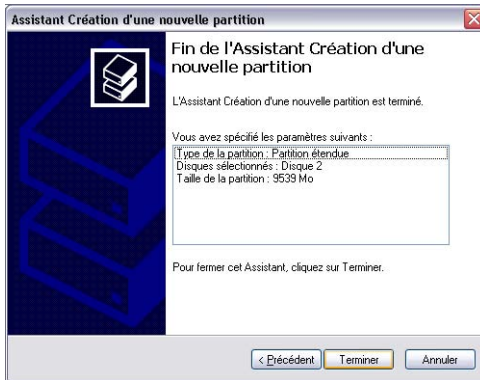 Assistant Création d'une nouvelle partition
Fin de l'Assistant Création d'une
nouvelle partition
L'Assistant Création d'une nouvelle partition est terminé.
Vous avez spécifié les paramètres suivants :
Type de la partition : Partition étendue
Disques sélectionnés : Disque 2
Taille de la partition : 9539 Mo
Pour fermer cet Assistant, cliquez sur Terminer.
< Précédent Terminer Annuler